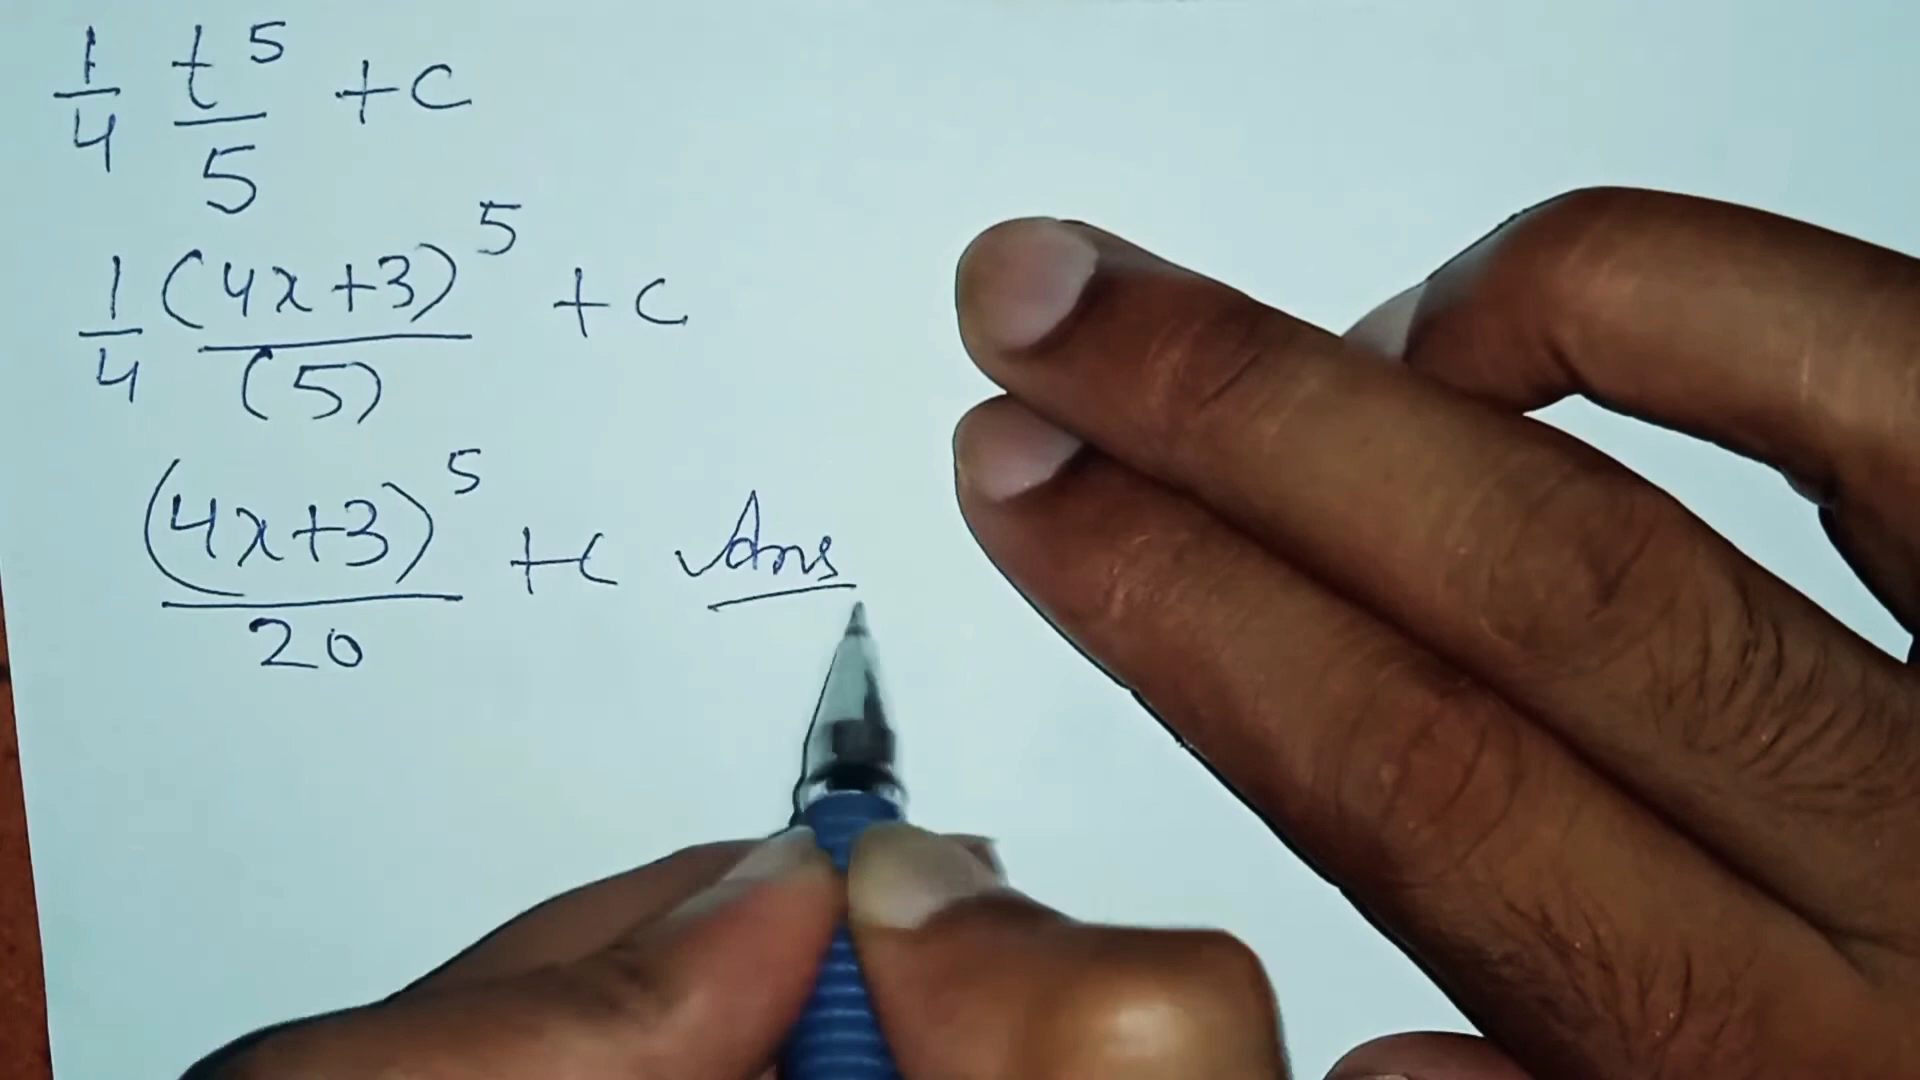 1/4 t^5/5 +C
1/4 (4x+3)^5/(5) +C
(4x+3)^5/20 +C Ans